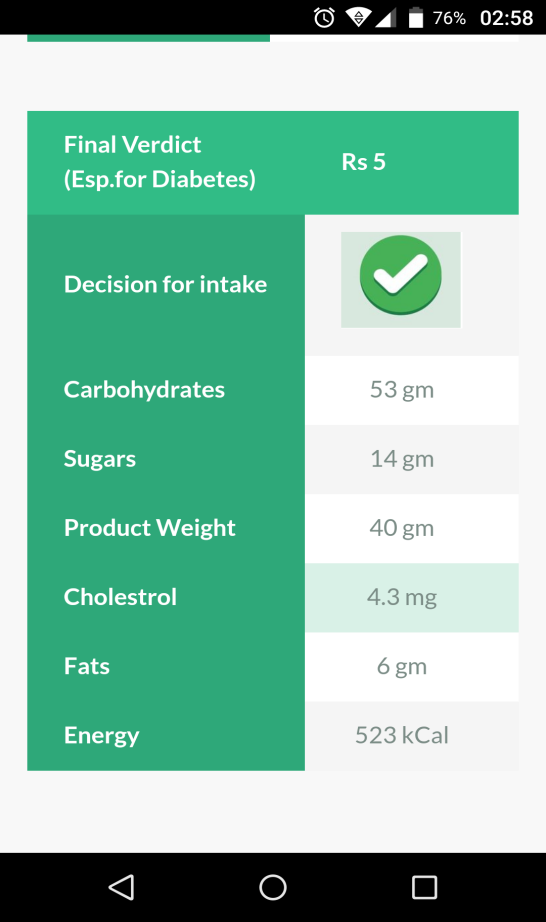 76% 02:58
Final Verdict
(Esp.for Diabetes)
Rs 5
Decision for intake
Carbohydrates 53 gm
Sugars 14 gm
Product Weight 40 gm
Cholestrol 4.3 mg
Fats 6 gm
Energy 523 kCal